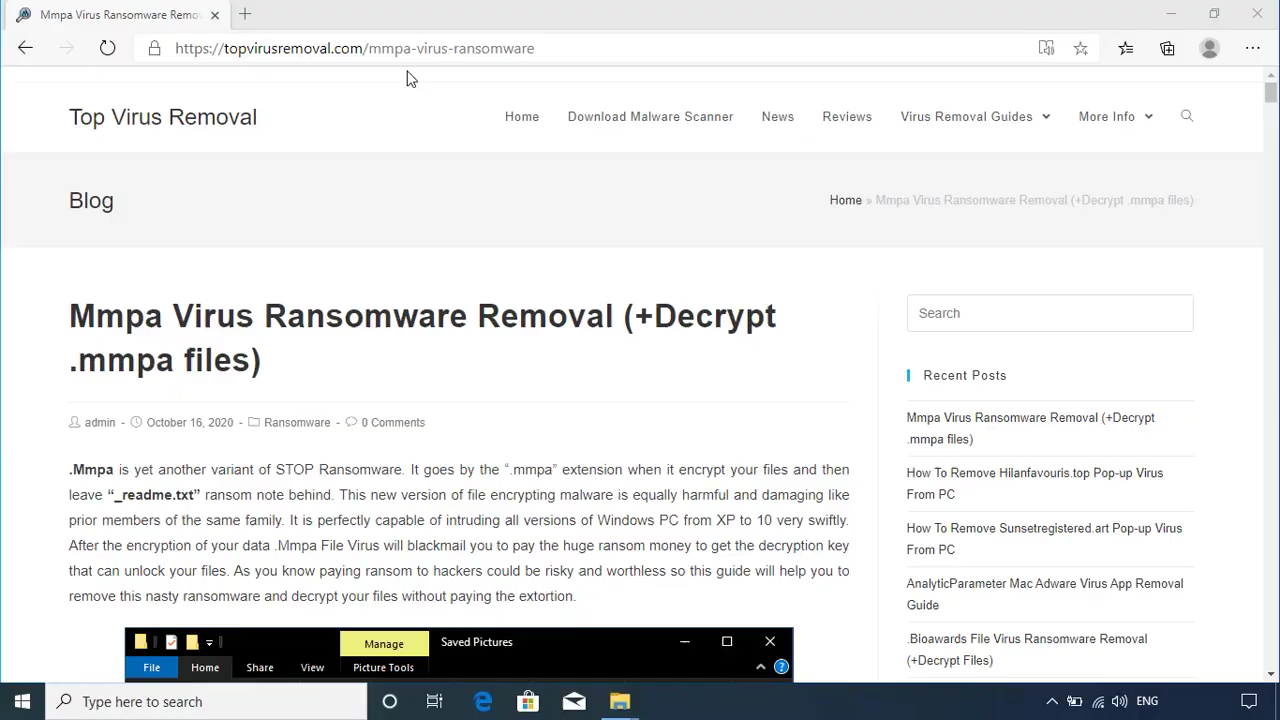 Mmpa Virus Ransomware Remov
https://topvirusremoval.com/mmpa-virus-ransomware
Top Virus Removal
Home
Download Malware Scanner
News
Reviews
Virus Removal Guides
More Info
Blog
Home » Mmpa Virus Ransomware Removal (+Decrypt .mmpa files)
Mmpa Virus Ransomware Removal (+Decrypt
.mmpa files)
admin - October 16, 2020 - Ransomware - 0 Comments
.Mmpa is yet another variant of STOP Ransomware. It goes by the “.mmpa” extension when it encrypt your files and then
leave “_readme.txt” ransom note behind. This new version of file encrypting malware is equally harmful and damaging like
prior members of the same family. It is perfectly capable of intruding all versions of Windows PC from XP to 10 very swiftly.
After the encryption of your data .Mmpa File Virus will blackmail you to pay the huge ransom money to get the decryption key
that can unlock your files. As you know paying ransom to hackers could be risky and worthless so this guide will help you to
remove this nasty ransomware and decrypt your files without paying the extortion.
Manage
Saved Pictures
File
Home
Share
View
Picture Tools
Search
Recent Posts
Mmpa Virus Ransomware Removal (+Decrypt
.mmpa files)
How To Remove Hilanfavouris.top Pop-up Virus
From PC
How To Remove Sunsetregistered.art Pop-up Virus
From PC
AnalyticParameter Mac Adware Virus App Removal
Guide
.Bioawards File Virus Ransomware Removal
(+Decrypt Files)
Type here to search
ENG